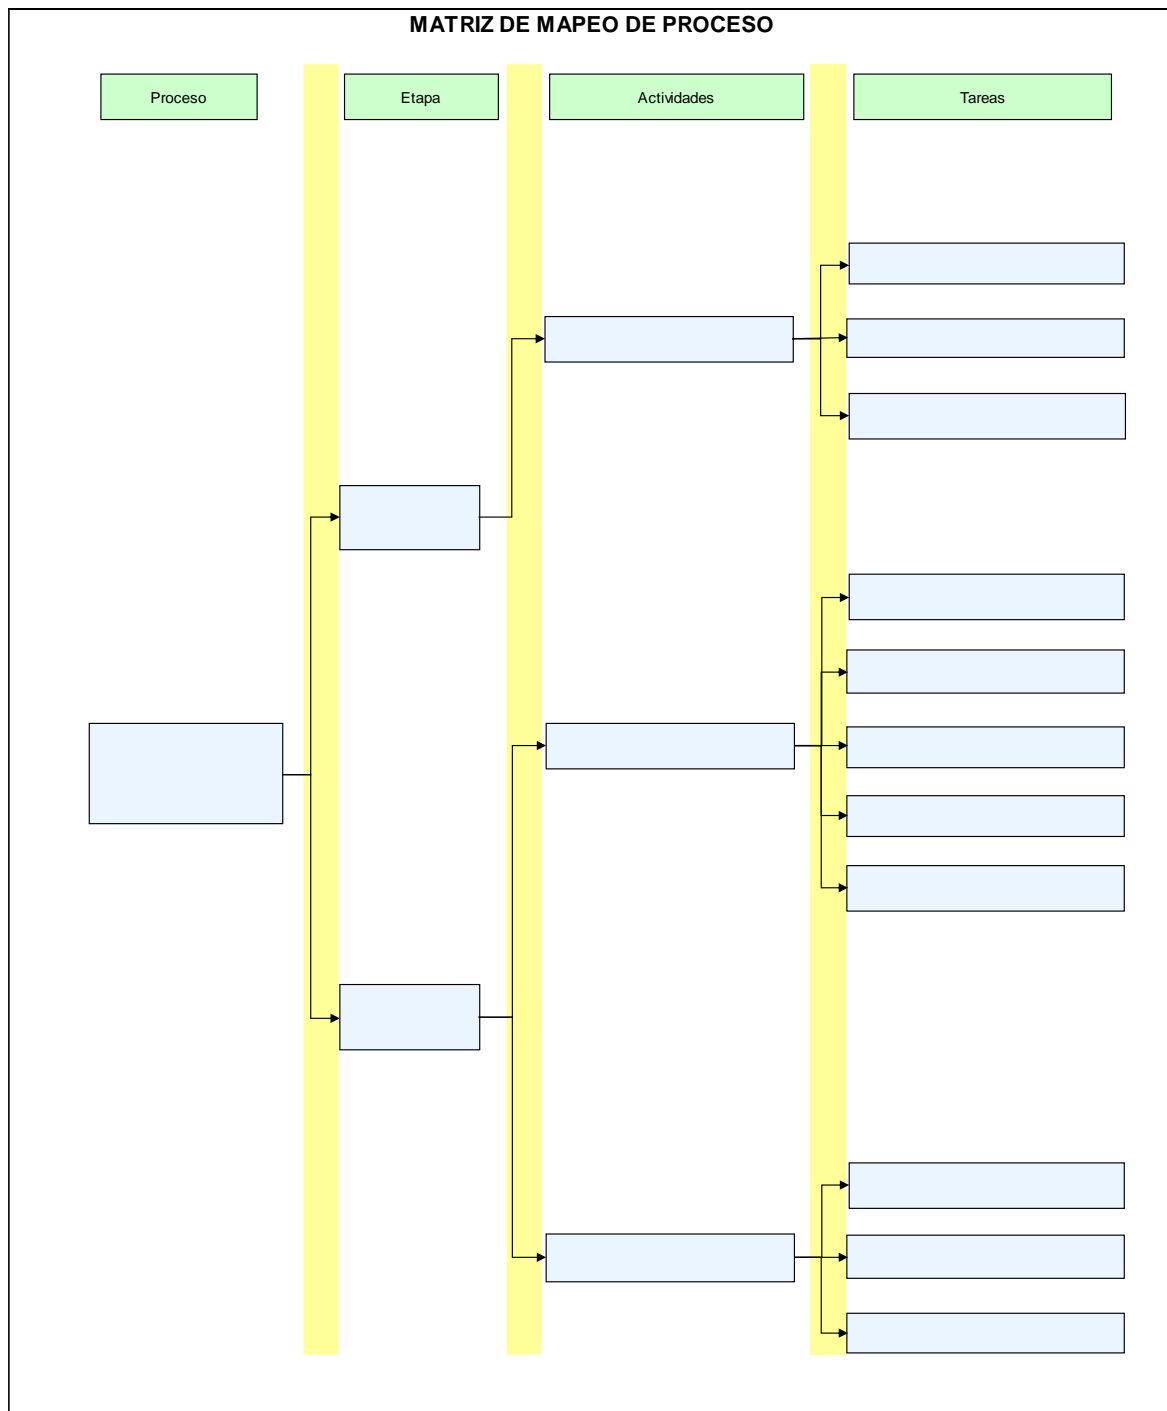 MATRIZ DE MAPEO DE PROCESO
Proceso
Etapa
Actividades
Tareas